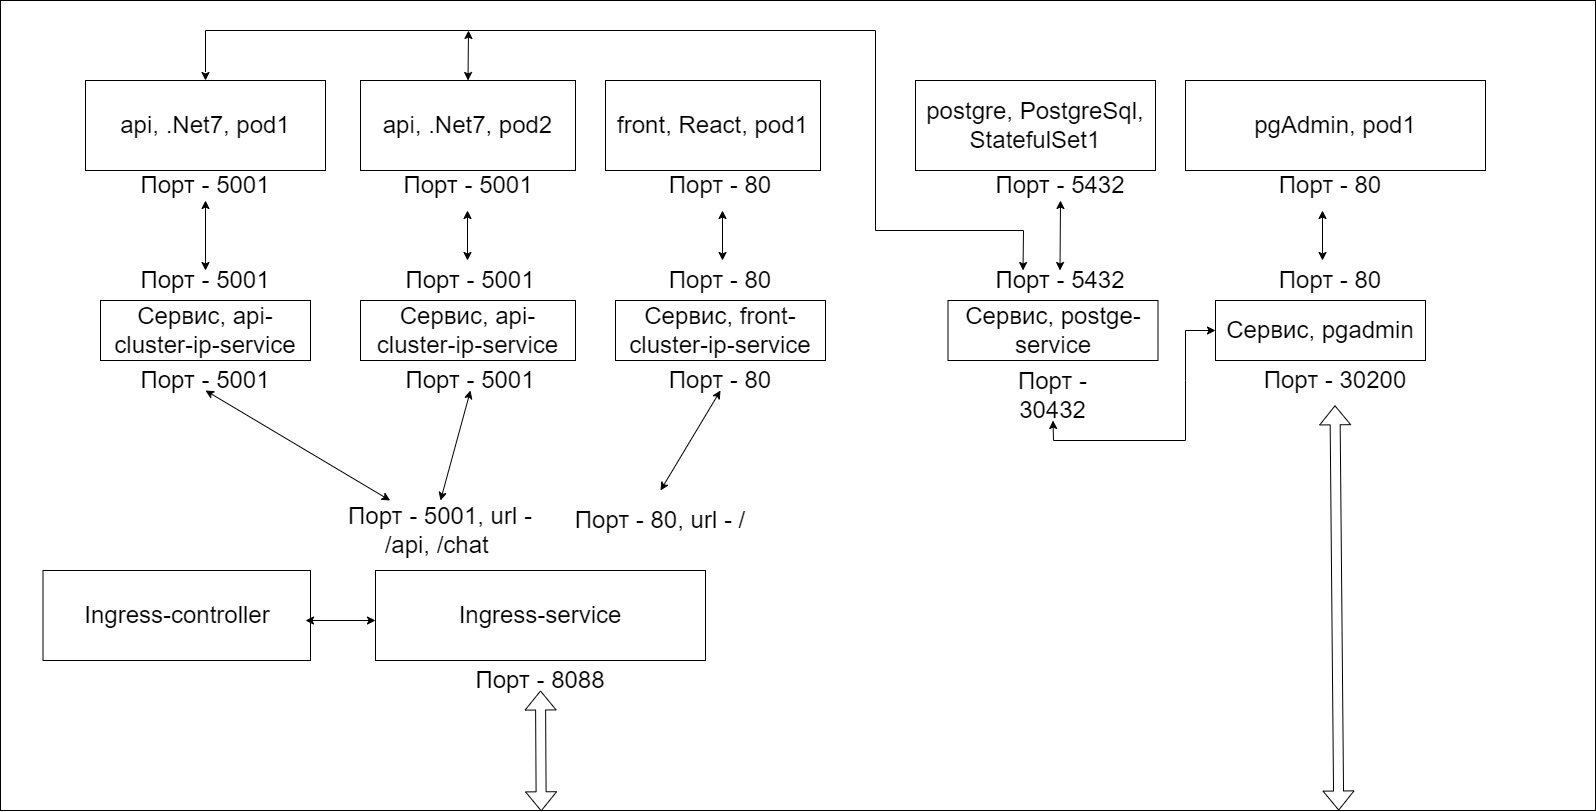 api, .Net7, pod1
api, .Net7, pod2
front, React, pod1
postgre, PostgreSql,
StatefulSet1
pgAdmin, pod1
Порт - 5001
Порт - 5001
Порт - 80
Порт - 5432
Порт - 80
Порт - 5001
Порт - 5001
Порт - 80
Порт - 5432
Порт - 80
Сервис, api-
cluster-ip-service
Сервис, api-
cluster-ip-service
Сервис, front-
cluster-ip-service
Сервис, postge-
service
Сервис, pgadmin
Порт - 5001
Порт - 5001
Порт - 80
Порт -
30432
Порт - 30200
Порт - 5001, url -
/api, /chat
Порт - 80, url - /
Ingress-controller
Ingress-service
Порт - 8088